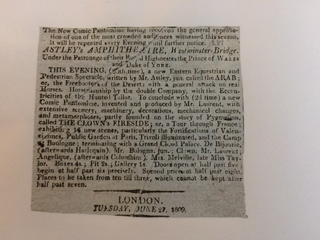 The New Comic Pantomime having received the general approba-
tion of one of the most crowded audiences witnessed this season,
It will be repeated every Evening until further notice.
ASTLEY's AMPHITHEATRE, Westminster-Bridge.
Under the Patronage of their Royal Highnesses the Prince of WALES
and Duke of YORK.
THIS EVENING, a new Eastern Equestrian and
Pedestrian Spectacle, written by Mr. Astley, jun. called the ARAB;
or, the Freebooters of the Desert: with a general attack on real
Horses. Horsemanship by the double Company, with the Eccen-
tricities of the Hunted Tailor. To conclude with (24 time) a new
Comic Pantomime, invented and produced by Mr. Laurent, with
extensive scenery, machinery, decorations, mechanical changes,
and metamorphoses, partly founded on the story of Pygmalion,
called THE CLOWN'S FIRESIDE; or, a Tour through France:
exhibiting 34 new scenes, particularly the Fortifications of Valen-
ciennes, Public Gardens at Paris, Tivoli illuminated, and the Camp
at Boulogne; terminating with a Grand Cloud Palace. De Bijoutrie,
(afterwards Harlequin), Mr. Bologna, jun.; Clown, Mr. Laurent;
Angelique, (afterwards Columbine), Mrs. Melville, late Miss Tay-
lor. Boxes 4s.; Pit 2s.; Gallery 1s. Doors open at half past five
begin at half past six precisely. Second price at half past eight.
Places to be taken from ten till three, which cannot be kept after
half past seven.
LONDON.
TUESDAY, JUNE 27, 1809.